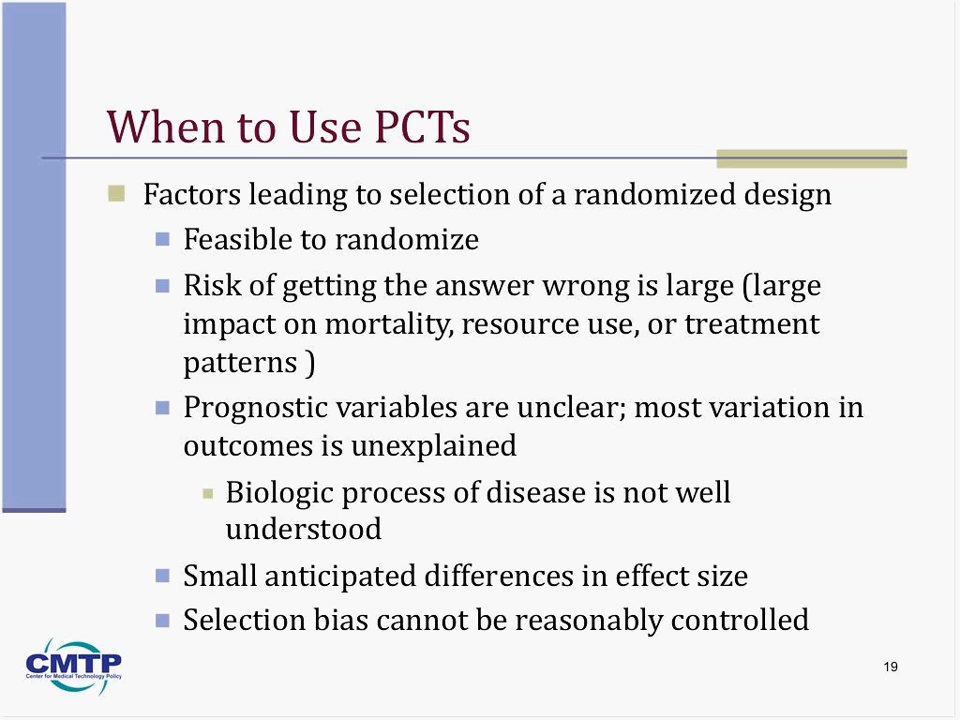 When to Use PCTs
Factors leading to selection of a randomized design
Feasible to randomize
Risk of getting the answer wrong is large (large
impact on mortality, resource use, or treatment
patterns )
Prognostic variables are unclear; most variation in
outcomes is unexplained
Biologic process of disease is not well
understood
Small anticipated differences in effect size
Selection bias cannot be reasonably controlled
CMTP
Center for Medical Technology Policy
19